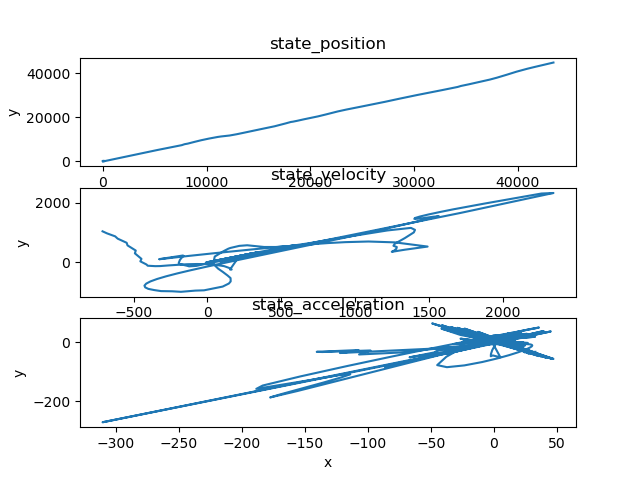 state_position
40000
20000
0
y
0 10000 20000 30000 40000
state_velocity
2000
0
y
−500 0 500 1000 1500 2000
state_acceleration
0
−200
y
−300 −250 −200 −150 −100 −50 0 50
x